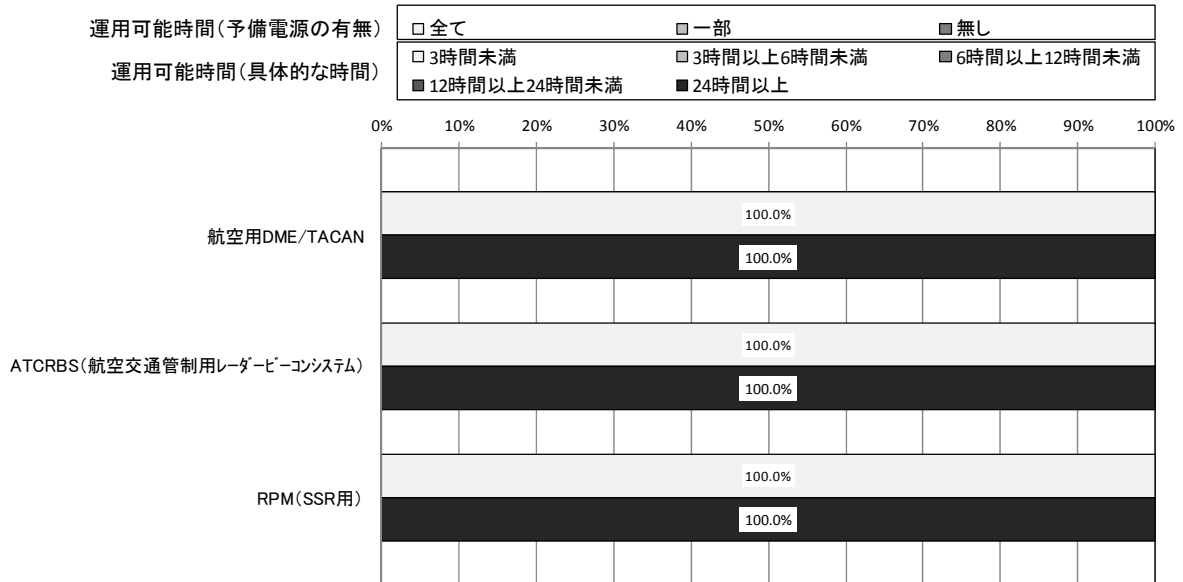 運用可能時間(予備電源の有無) □全て □一部 ■無し
運用可能時間(具体的な時間) □3時間未満 □3時間以上6時間未満 ■6時間以上12時間未満
■12時間以上24時間未満 ■24時間以上
0% 10% 20% 30% 40% 50% 60% 70% 80% 90% 100%
100.0%
航空用DME/TACAN
100.0%
100.0%
ATCRBS(航空交通管制用ﾚｰﾀﾞｰﾋﾞｰｺﾝｼｽﾃﾑ)
100.0%
100.0%
RPM(SSR用)
100.0%